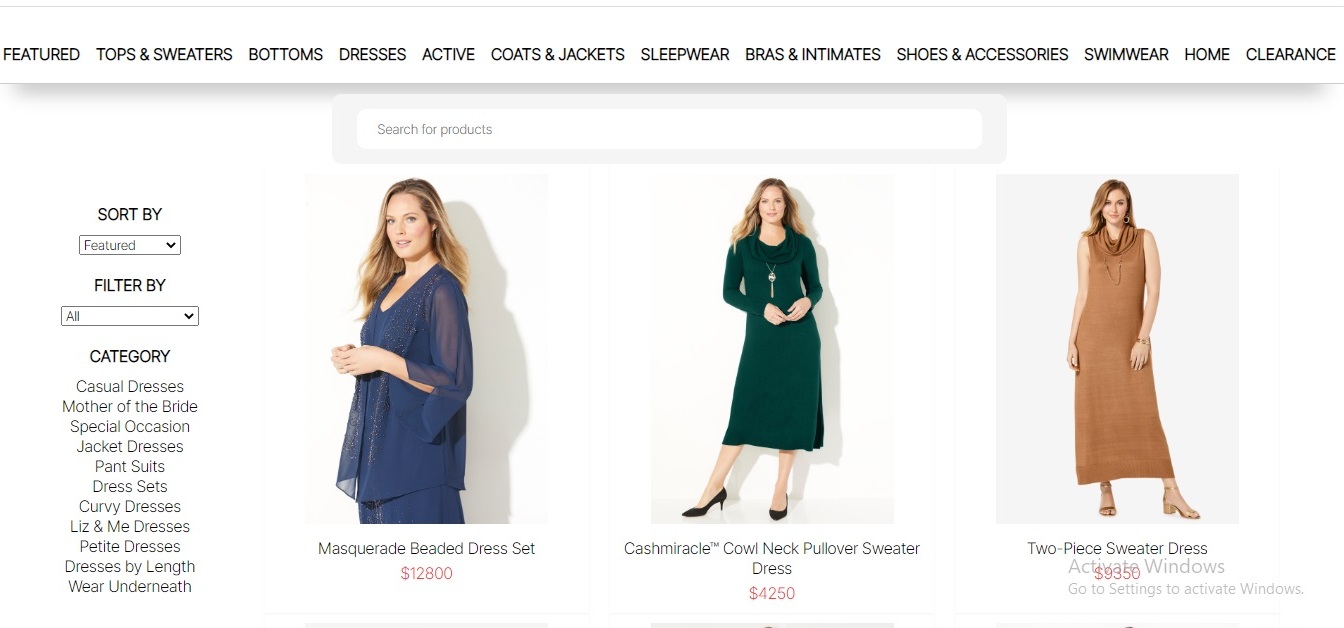 FEATURED TOPS & SWEATERS BOTTOMS DRESSES ACTIVE COATS & JACKETS SLEEPWEAR BRAS & INTIMATES SHOES & ACCESSORIES SWIMWEAR HOME CLEARANCE
Search for products
SORT BY
Featured
FILTER BY
All
CATEGORY
Casual Dresses
Mother of the Bride
Special Occasion
Jacket Dresses
Pant Suits
Dress Sets
Curvy Dresses
Liz & Me Dresses
Petite Dresses
Dresses by Length
Wear Underneath
Masquerade Beaded Dress Set
$12800
Cashmiracle™ Cowl Neck Pullover Sweater
Dress
$4250
Two-Piece Sweater Dress
$9350
Activate Windows
Go to Settings to activate Windows.